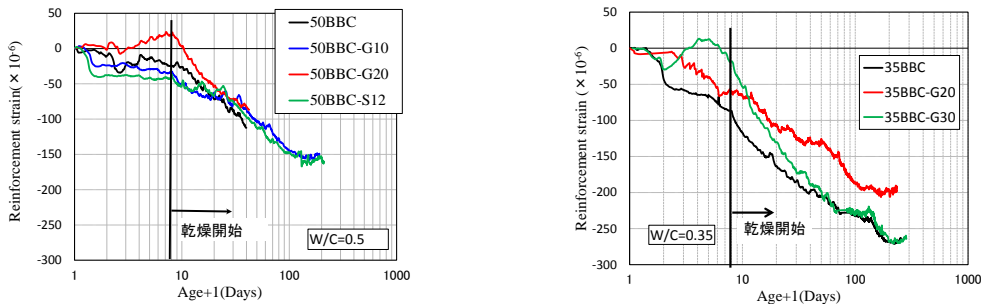 Reinforcement strain( × 10⁻⁶)
50
0
-50
-100
-150
-200
-250
-300
50BBC
50BBC-G10
50BBC-G20
50BBC-S12
乾燥開始
W/C=0.5
1
10
100
1000
Age+1(Days)
Reinforcement strain (× 10⁻⁶)
50
0
-50
-100
-150
-200
-250
-300
35BBC
35BBC-G20
35BBC-G30
乾燥開始
W/C=0.35
1
10
100
1000
Age+1(Days)